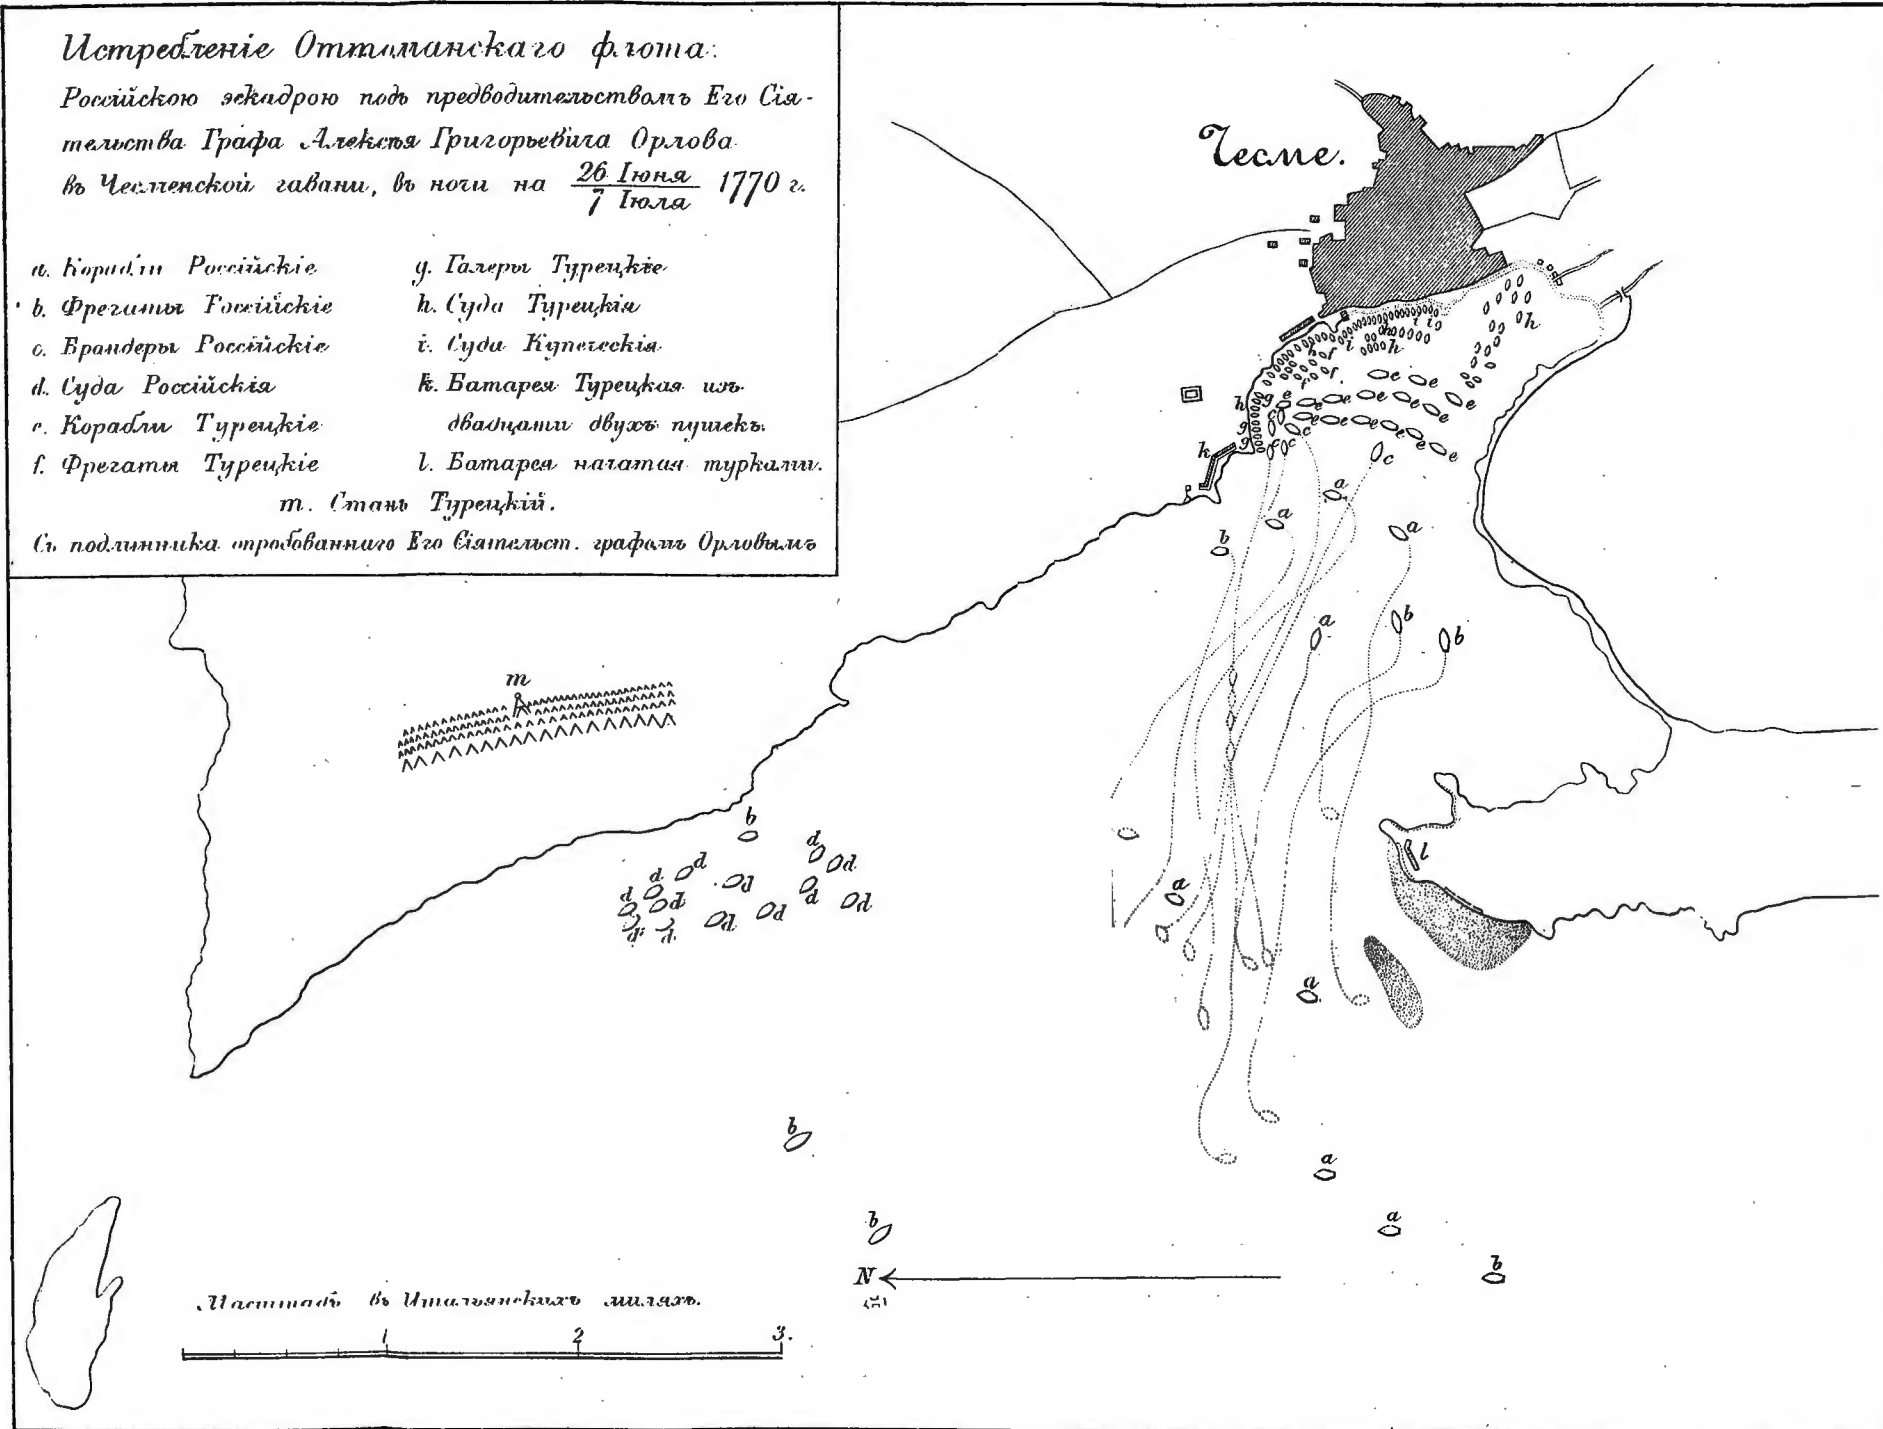 Истребленіе Оттоманскаго флота:
Россійскою эскадрою подъ предводительствомъ Его Сія-
тельства Графа Алексѣя Григорьевича Орлова
въ Чесменской гавани, въ ночи на 26 Іюня / 7 Іюля 1770 г.
a. Корабли Россійскіе
b. Фрегаты Россійскіе
c. Брандеры Россійскіе
d. Суда Россійскія
e. Корабли Турецкіе
f. Фрегаты Турецкіе
g. Галеры Турецкіе
h. Суда Турецкія
i. Суда Купеческія
k. Батарея Турецкая изъ
двадцати двухъ пушекъ.
l. Батарея начатая турками.
m. Станъ Турецкій.
Съ подлинника опробованнаго Его Сіятельст. графомъ Орловымъ
Чесме.
m
k
l
N
Масштабъ въ Итальянскихъ миляхъ.
1 2 3.